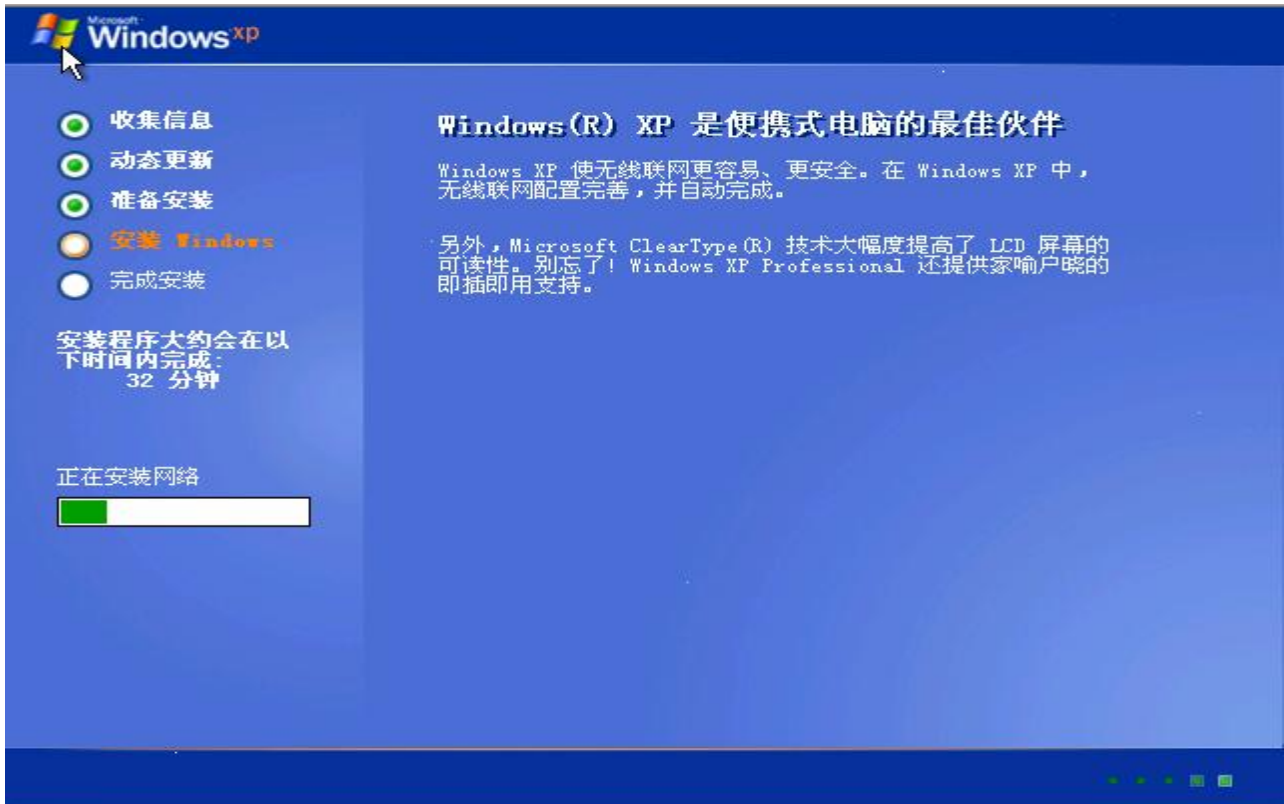 Microsoft
Windows xp
收集信息
动态更新
准备安装
安装 Windows
完成安装
安装程序大约会在以
下时间内完成:
32 分钟
正在安装网络
Windows(R) XP 是便携式电脑的最佳伙伴
Windows XP 使无线联网更容易、更安全。在 Windows XP 中，
无线联网配置完善，并自动完成。
另外，Microsoft ClearType(R) 技术大幅度提高了 LCD 屏幕的
可读性。别忘了! Windows XP Professional 还提供家喻户晓的
即插即用支持。